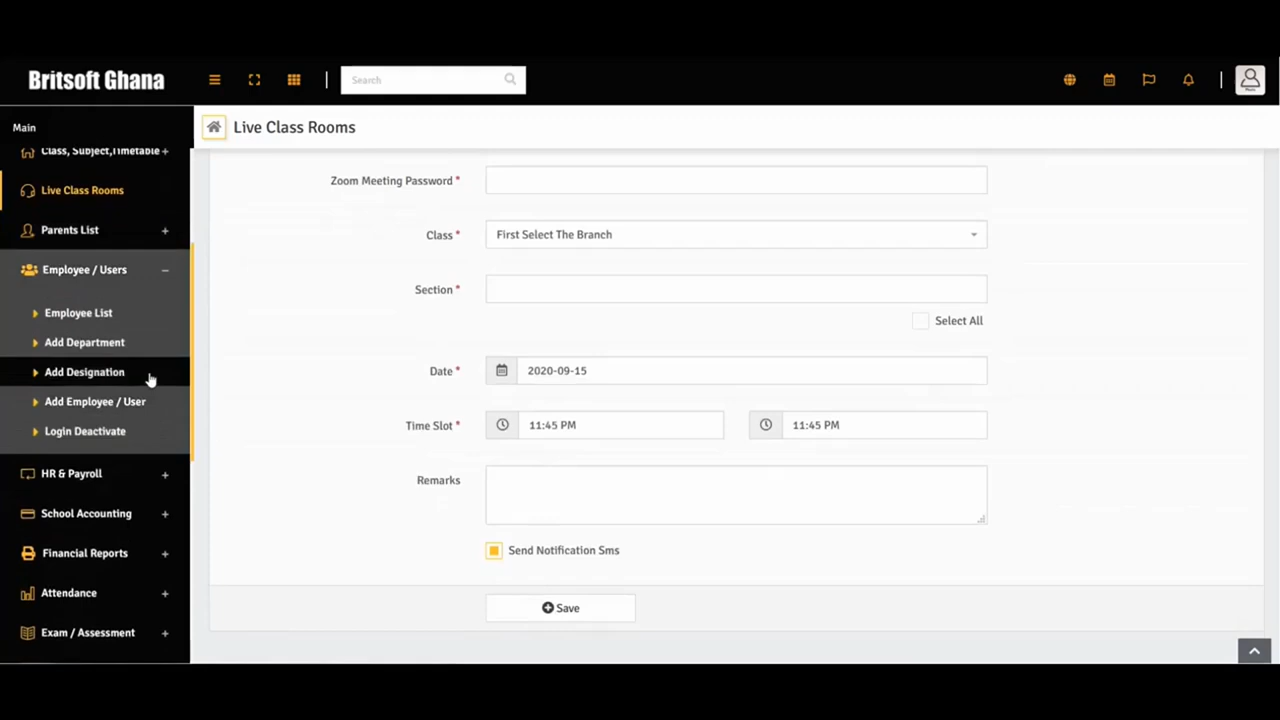 Britsoft Ghana
Search
Main
Live Class Rooms
Class, Subject,Timetable +
Live Class Rooms
Parents List +
Employee / Users −
Employee List
Add Department
Add Designation
Add Employee / User
Login Deactivate
HR & Payroll +
School Accounting +
Financial Reports +
Attendance +
Exam / Assessment +
Zoom Meeting Password *
Class * First Select The Branch
Section *
Select All
Date * 2020-09-15
Time Slot * 11:45 PM 11:45 PM
Remarks
Send Notification Sms
Save